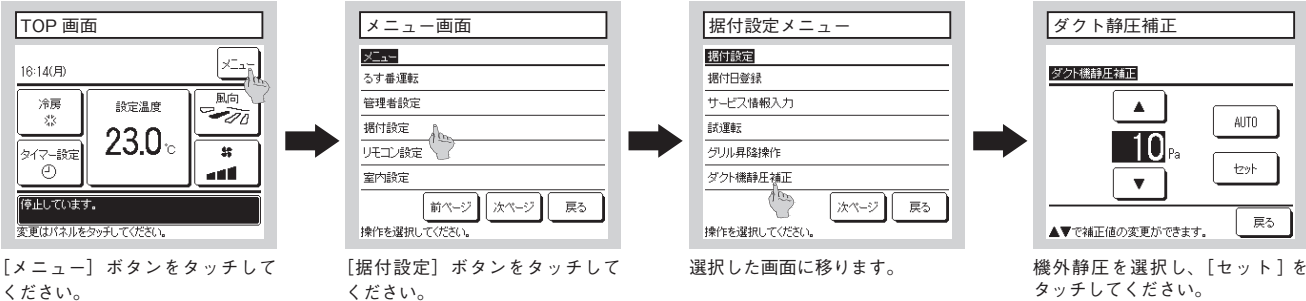 TOP 画面
16:14(月)
メニュー
冷房
設定温度
風向
23.0℃
タイマー設定
停止しています。
変更はパネルをタッチしてください。
[メニュー] ボタンをタッチして
ください。
メニュー画面
メニュー
るす番運転
管理者設定
据付設定
リモコン設定
室内設定
前ページ 次ページ 戻る
操作を選択してください。
[据付設定] ボタンをタッチして
ください。
据付設定メニュー
据付設定
据付日登録
サービス情報入力
試運転
グリル昇降操作
ダクト機静圧補正
次ページ 戻る
操作を選択してください。
選択した画面に移ります。
ダクト静圧補正
ダクト機静圧補正
▲
AUTO
10 Pa
セット
▼
戻る
▲▼で補正値の変更ができます。
機外静圧を選択し、[セット] を
タッチしてください。